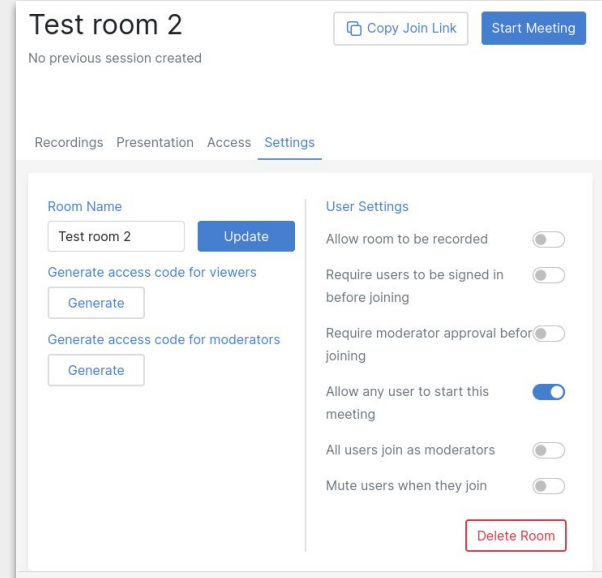 Test room 2
Copy Join Link
Start Meeting
No previous session created
Recordings Presentation Access Settings
Room Name
Test room 2
Update
Generate access code for viewers
Generate
Generate access code for moderators
Generate
User Settings
Allow room to be recorded
Require users to be signed in
before joining
Require moderator approval befor
joining
Allow any user to start this
meeting
All users join as moderators
Mute users when they join
Delete Room